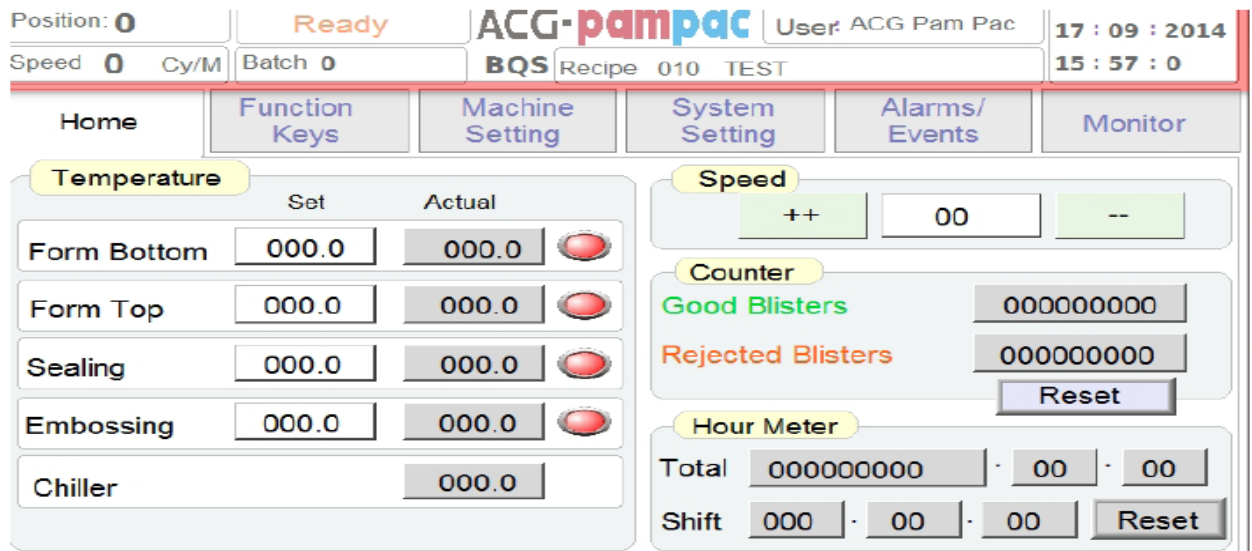 Position: 0 Ready ACG-pampac User: ACG Pam Pac 17 : 09 : 2014
Speed 0 Cy/M Batch 0 BQS Recipe 010 TEST 15 : 57 : 0
Home Function Keys Machine Setting System Setting Alarms/ Events Monitor
Temperature
Set Actual
Form Bottom 000.0 000.0
Form Top 000.0 000.0
Sealing 000.0 000.0
Embossing 000.0 000.0
Chiller 000.0
Speed
++ 00 --
Counter
Good Blisters 000000000
Rejected Blisters 000000000
Reset
Hour Meter
Total 000000000 · 00 · 00
Shift 000 · 00 · 00 Reset